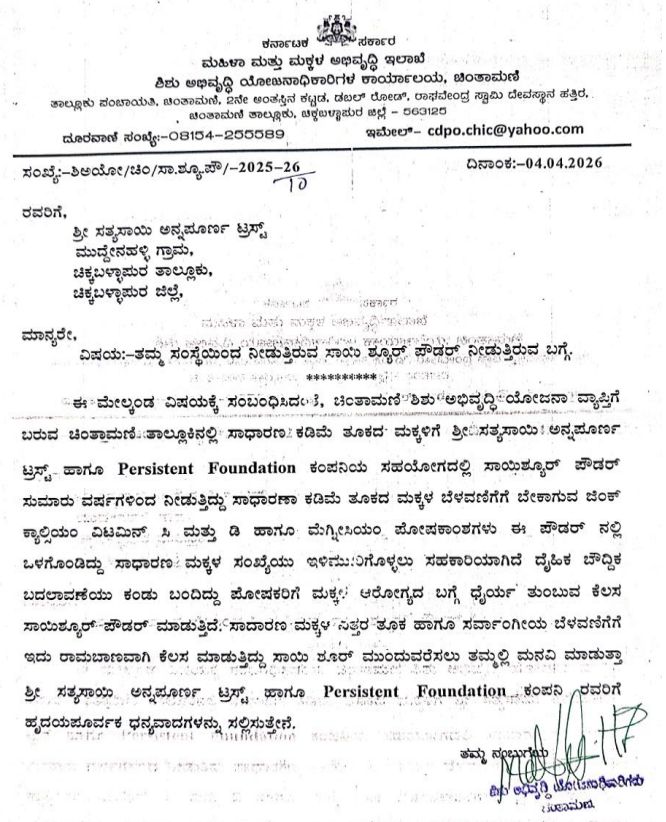 ಕರ್ನಾಟಕ ಸರ್ಕಾರ
ಮಹಿಳಾ ಮತ್ತು ಮಕ್ಕಳ ಅಭಿವೃದ್ಧಿ ಇಲಾಖೆ
ಶಿಶು ಅಭಿವೃದ್ಧಿ ಯೋಜನಾಧಿಕಾರಿಗಳ ಕಾರ್ಯಾಲಯ, ಚಿಂತಾಮಣಿ
ತಾಲ್ಲೂಕು ಪಂಚಾಯತಿ, ಚಿಂತಾಮಣಿ, 2ನೇ ಅಂತಸ್ತಿನ ಕಟ್ಟಡ, ಡಬಲ್ ರೋಡ್, ರಾಘವೇಂದ್ರ ಸ್ವಾಮಿ ದೇವಸ್ಥಾನ ಹತ್ತಿರ,
ಚಿಂತಾಮಣಿ ತಾಲ್ಲೂಕು, ಚಿಕ್ಕಬಳ್ಳಾಪುರ ಜಿಲ್ಲೆ – 563125
ದೂರವಾಣಿ ಸಂಖ್ಯೆ:-08154-255589 ಇಮೇಲ್- cdpo.chic@yahoo.com
ಸಂಖ್ಯೆ:-ಶಿಅಯೋ/ಚಿಂ/ಸಾ.ಶ್ಯೂ.ಪೌ/-2025-26 ದಿನಾಂಕ:-04.04.2026
10
ರವರಿಗೆ,
ಶ್ರೀ ಸತ್ಯಸಾಯಿ ಅನ್ನಪೂರ್ಣ ಟ್ರಸ್ಟ್
ಮುದ್ದೇನಹಳ್ಳಿ ಗ್ರಾಮ,
ಚಿಕ್ಕಬಳ್ಳಾಪುರ ತಾಲ್ಲೂಕು,
ಚಿಕ್ಕಬಳ್ಳಾಪುರ ಜಿಲ್ಲೆ,
ಮಾನ್ಯರೇ,
ವಿಷಯ:-ತಮ್ಮ ಸಂಸ್ಥೆಯಿಂದ ನೀಡುತ್ತಿರುವ ಸಾಯಿ ಶ್ಯೂರ್ ಪೌಡರ್ ನೀಡುತ್ತಿರುವ ಬಗ್ಗೆ.
**********
ಈ ಮೇಲ್ಕಂಡ ವಿಷಯಕ್ಕೆ ಸಂಬಂಧಿಸಿದಂತೆ, ಚಿಂತಾಮಣಿ ಶಿಶು ಅಭಿವೃದ್ಧಿ ಯೋಜನಾ ವ್ಯಾಪ್ತಿಗೆ
ಬರುವ ಚಿಂತಾಮಣಿ ತಾಲ್ಲೂಕಿನಲ್ಲಿ ಸಾಧಾರಣ ಕಡಿಮೆ ತೂಕದ ಮಕ್ಕಳಿಗೆ ಶ್ರೀ ಸತ್ಯಸಾಯಿ ಅನ್ನಪೂರ್ಣ
ಟ್ರಸ್ಟ್ ಹಾಗೂ Persistent Foundation ಕಂಪನಿಯ ಸಹಯೋಗದಲ್ಲಿ ಸಾಯಿಶ್ಯೂರ್ ಪೌಡರ್
ಸುಮಾರು ವರ್ಷಗಳಿಂದ ನೀಡುತ್ತಿದ್ದು ಸಾಧಾರಣಾ ಕಡಿಮೆ ತೂಕದ ಮಕ್ಕಳ ಬೆಳವಣಿಗೆಗೆ ಬೇಕಾಗುವ ಜಿಂಕ್
ಕ್ಯಾಲ್ಸಿಯಂ ವಿಟಮಿನ್ ಸಿ ಮತ್ತು ಡಿ ಹಾಗೂ ಮೆಗ್ನೀಸಿಯಂ ಪೋಷಕಾಂಶಗಳು ಈ ಪೌಡರ್ ನಲ್ಲಿ
ಒಳಗೊಂಡಿದ್ದು ಸಾಧಾರಣ ಮಕ್ಕಳ ಸಂಖ್ಯೆಯು ಸಹಕಾರಿಯಾಗಿದೆ ದೈಹಿಕ ಬೌದ್ಧಿಕ
ಬದಲಾವಣೆಯು ಕಂಡು ಬಂದಿದ್ದು ಪೋಷಕರಿಗೆ ಮಕ್ಕಳ ಆರೋಗ್ಯದ ಬಗ್ಗೆ ಧೈರ್ಯ ತುಂಬುವ ಕೆಲಸ
ಸಾಯಿಶ್ಯೂರ್ ಪೌಡರ್ ಮಾಡುತ್ತಿದೆ. ಸಾದಾರಣ ಮಕ್ಕಳ ತೂಕ ಹಾಗೂ ಸರ್ವಾಂಗೀಯ ಬೆಳವಣಿಗೆಗೆ
ಇದು ರಾಮಬಾಣವಾಗಿ ಕೆಲಸ ಮಾಡುತ್ತಿದ್ದು ಸಾಯಿ ಶೂರ್ ಮುಂದುವರೆಸಲು ತಮ್ಮಲ್ಲಿ ಮನವಿ ಮಾಡುತ್ತಾ
ಶ್ರೀ ಸತ್ಯಸಾಯಿ ಅನ್ನಪೂರ್ಣ ಟ್ರಸ್ಟ್ ಹಾಗೂ Persistent Foundation ಕಂಪನಿ ರವರಿಗೆ
ಹೃದಯಪೂರ್ವಕ ಧನ್ಯವಾದಗಳನ್ನು ಸಲ್ಲಿಸುತ್ತೇನೆ.
ತಮ್ಮ ನಂಬುಗೆಯ
ಶಿಶು ಅಭಿವೃದ್ಧಿ ಯೋಜನಾಧಿಕಾರಿಗಳು
ಚಿಂತಾಮಣಿ